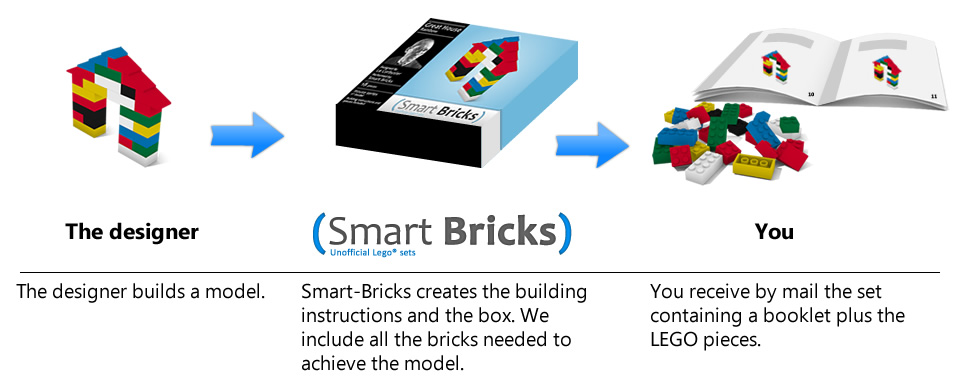 Great House
(Smart Bricks)
10
11
The designer
(Smart Bricks)
Unofficial Lego® sets
You
The designer builds a model.
Smart-Bricks creates the building
instructions and the box. We
include all the bricks needed to
achieve the model.
You receive by mail the set
containing a booklet plus the
LEGO pieces.